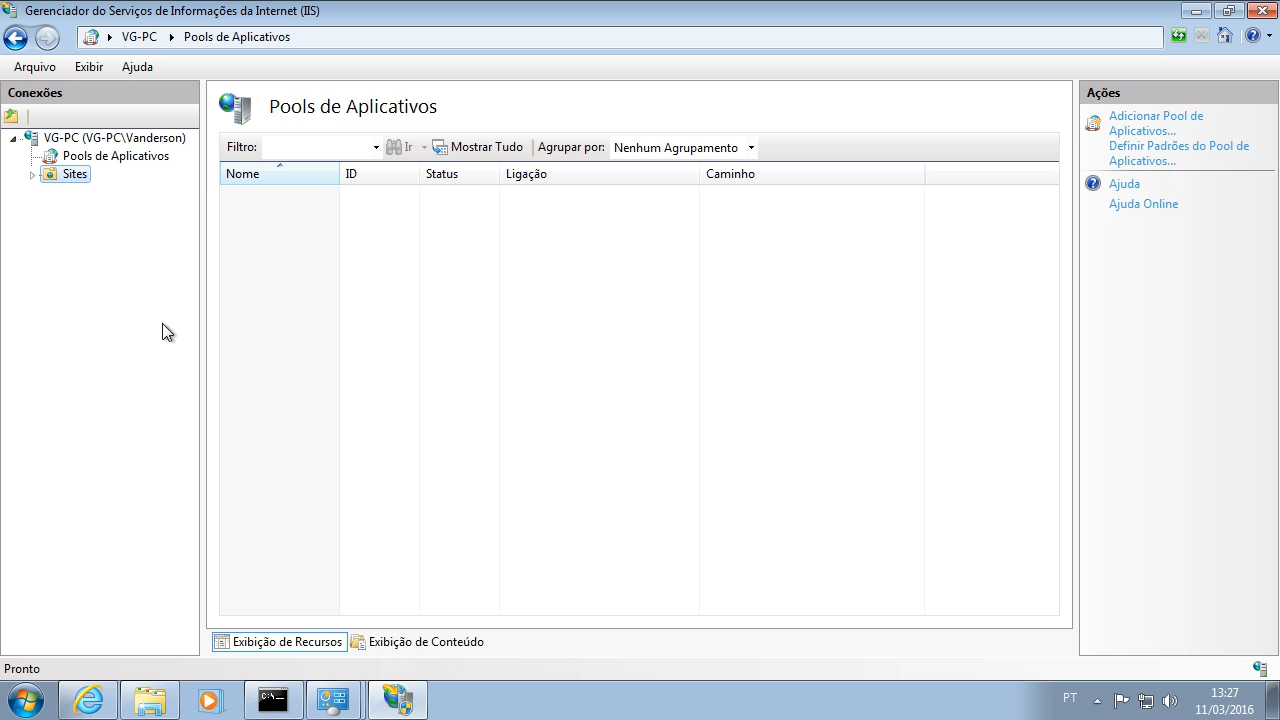 Gerenciador do Serviços de Informações da Internet (IIS)
VG-PC
Pools de Aplicativos
Arquivo Exibir Ajuda
Conexões
VG-PC (VG-PC\Vanderson)
Pools de Aplicativos
Sites
Pools de Aplicativos
Filtro: Ir Mostrar Tudo Agrupar por: Nenhum Agrupamento
Nome ID Status Ligação Caminho
Exibição de Recursos Exibição de Conteúdo
Ações
Adicionar Pool de
Aplicativos...
Definir Padrões do Pool de
Aplicativos...
Ajuda
Ajuda Online
Pronto
C:\.
PT
13:27
11/03/2016